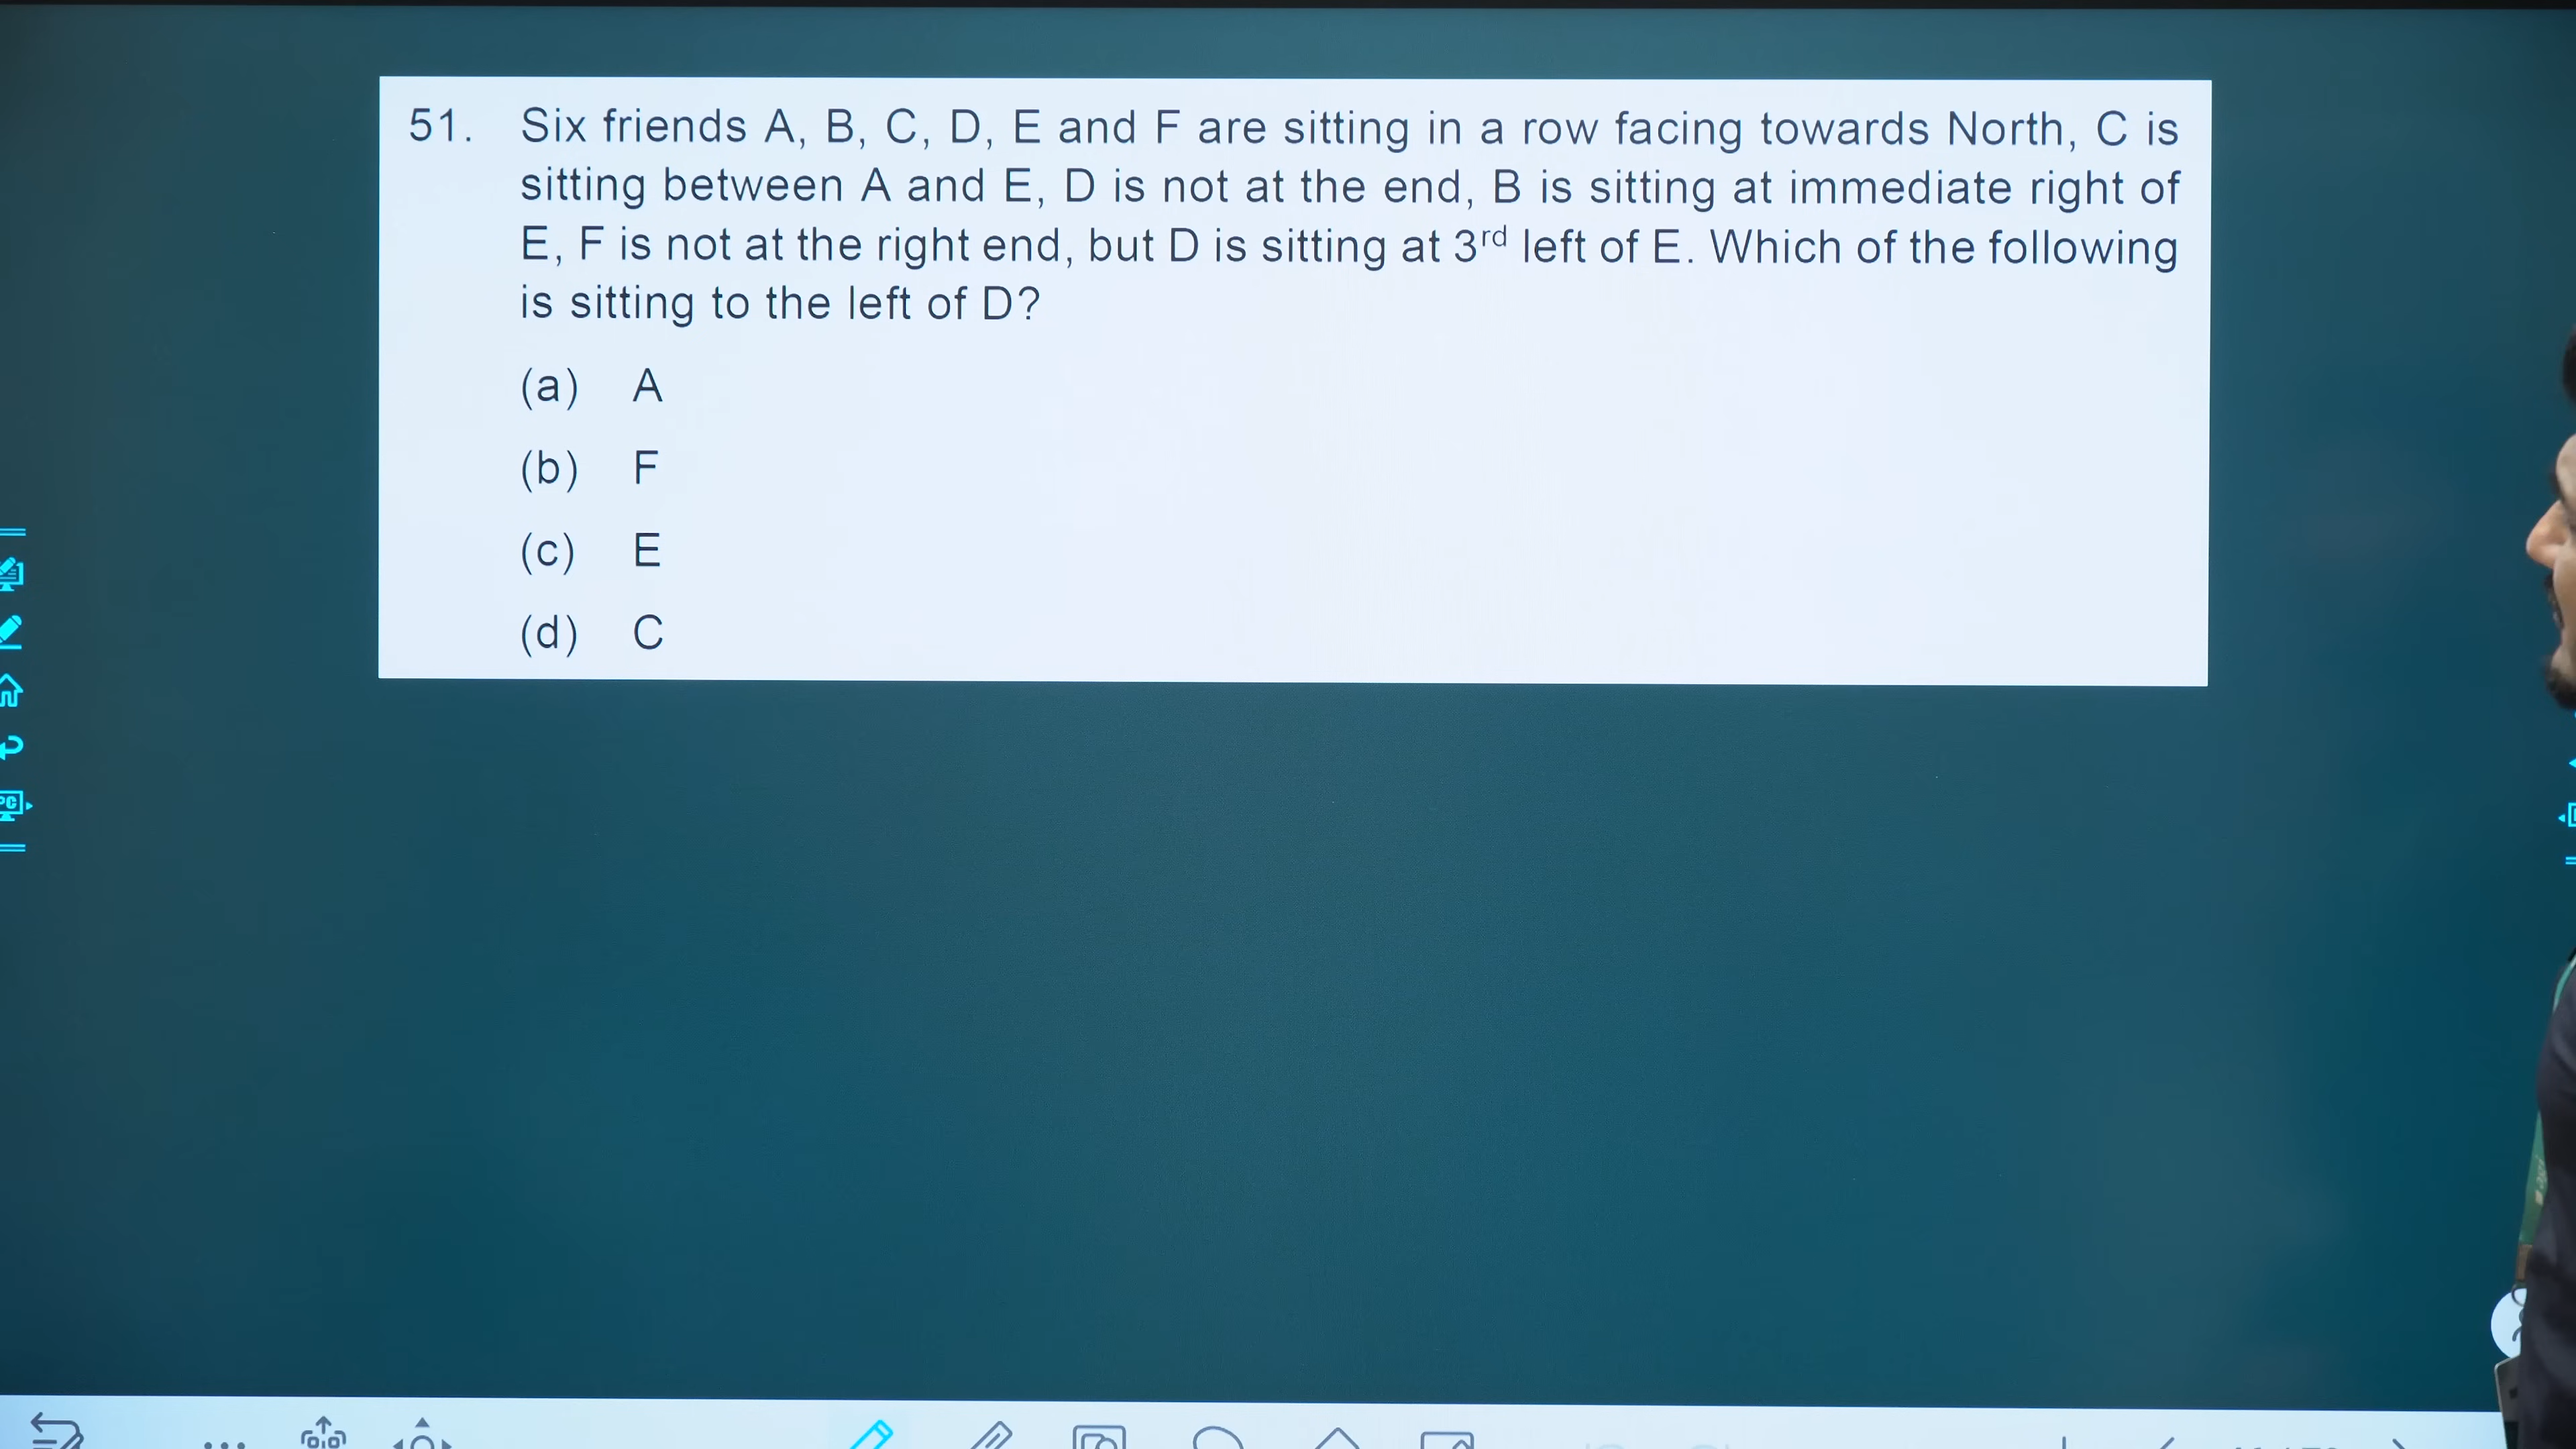 51. Six friends A, B, C, D, E and F are sitting in a row facing towards North, C is
sitting between A and E, D is not at the end, B is sitting at immediate right of
E, F is not at the right end, but D is sitting at 3rd left of E. Which of the following
is sitting to the left of D?
(a) A
(b) F
(c) E
(d) C
PC